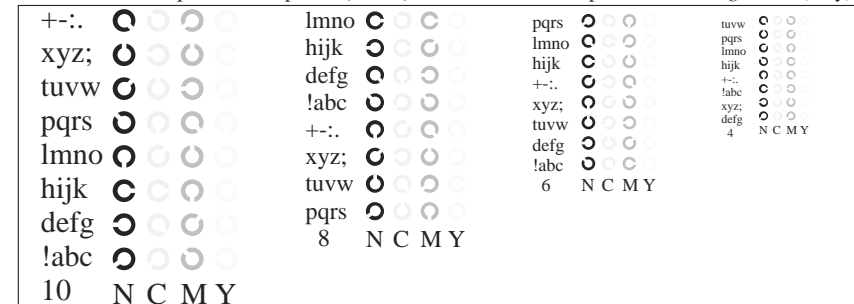 +-:.
xyz;
tuvw
pqrs
lmno
hijk
defg
!abc
10 N C M Y
lmno
hijk
defg
!abc
+-:.
xyz;
tuvw
pqrs
8 N C M Y
pqrs
lmno
hijk
+-:.
xyz;
tuvw
defg
!abc
6 N C M Y
tuvw
pqrs
lmno
hijk
+-:.
!abc
xyz;
defg
4 N C M Y